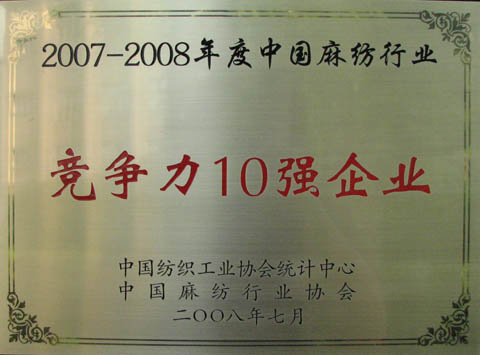 2007-2008年度中国麻纺行业
竞争力10强企业
中国纺织工业协会统计中心
中国麻纺行业协会
二〇〇八年七月